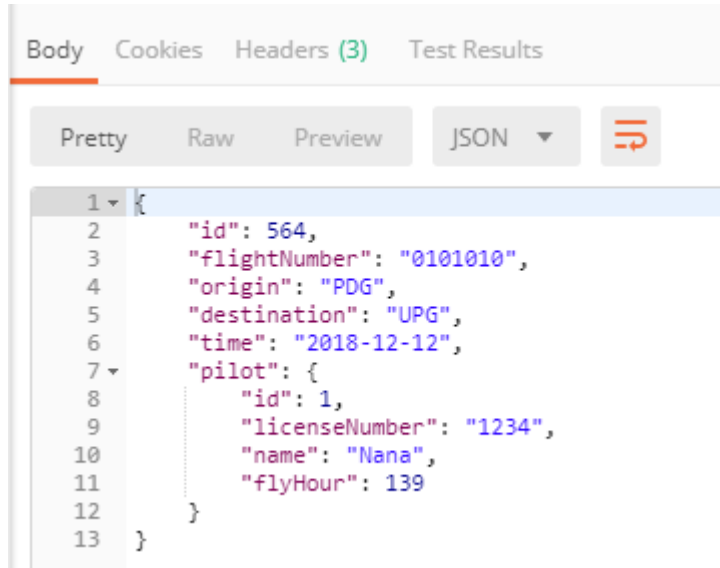 Body Cookies Headers (3) Test Results
Pretty Raw Preview JSON
1 {
2 "id": 564,
3 "flightNumber": "0101010",
4 "origin": "PDG",
5 "destination": "UPG",
6 "time": "2018-12-12",
7 "pilot": {
8 "id": 1,
9 "licenseNumber": "1234",
10 "name": "Nana",
11 "flyHour": 139
12 }
13 }